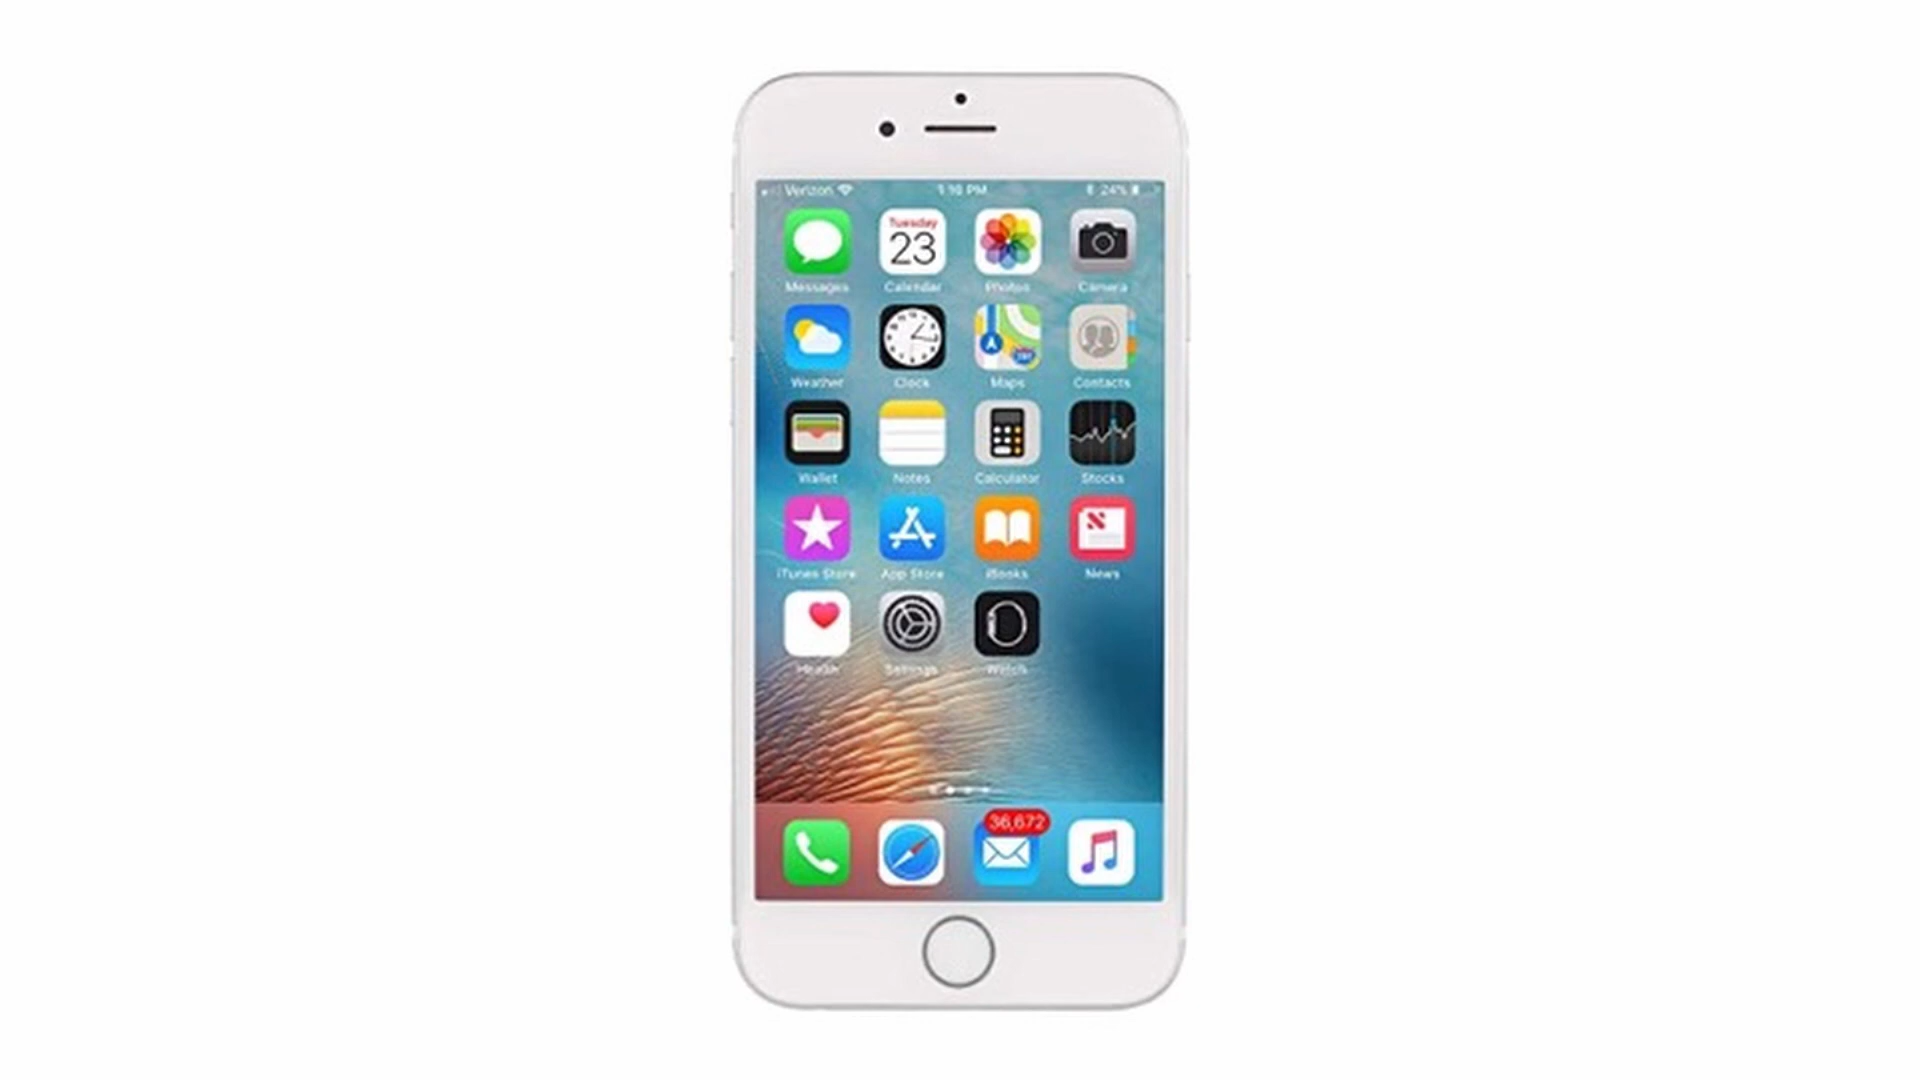 Verizon 1:16 PM 24%
Tuesday
23
Messages Calendar Photos Camera
Weather Clock Maps Contacts
Wallet Notes Calculator Stocks
iTunes Store App Store iBooks News
Health Settings Watch
36,672